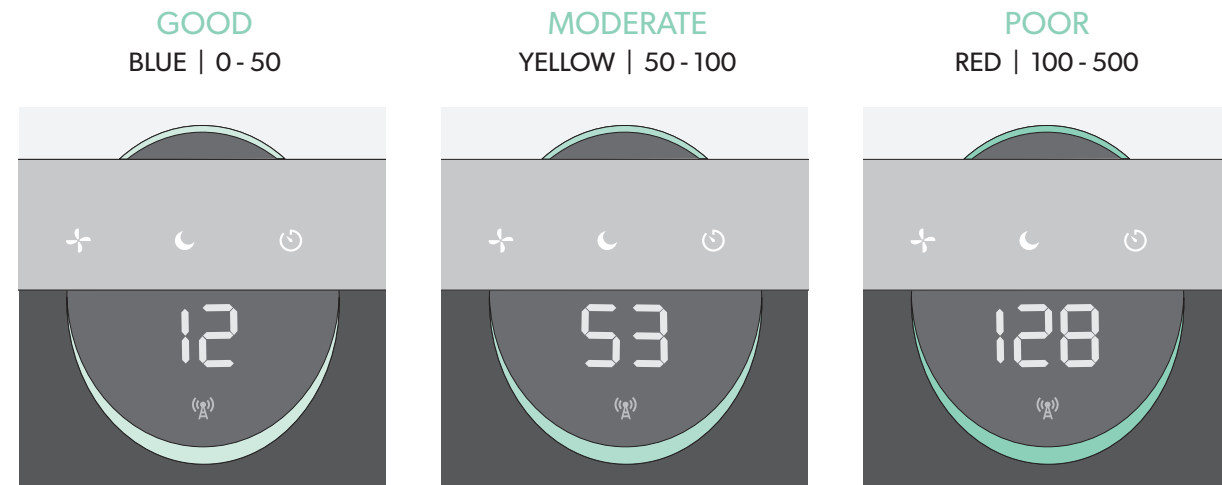 GOOD
BLUE | 0 - 50
12
MODERATE
YELLOW | 50 - 100
53
POOR
RED | 100 - 500
128